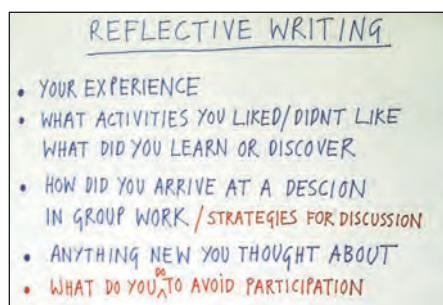 REFLECTIVE WRITING
• YOUR EXPERIENCE
• WHAT ACTIVITIES YOU LIKED/DIDNT LIKE
WHAT DID YOU LEARN OR DISCOVER
• HOW DID YOU ARRIVE AT A DESCION
IN GROUP WORK / STRATEGIES FOR DISCUSSION
• ANYTHING NEW YOU THOUGHT ABOUT
• WHAT DO YOU DO TO AVOID PARTICIPATION